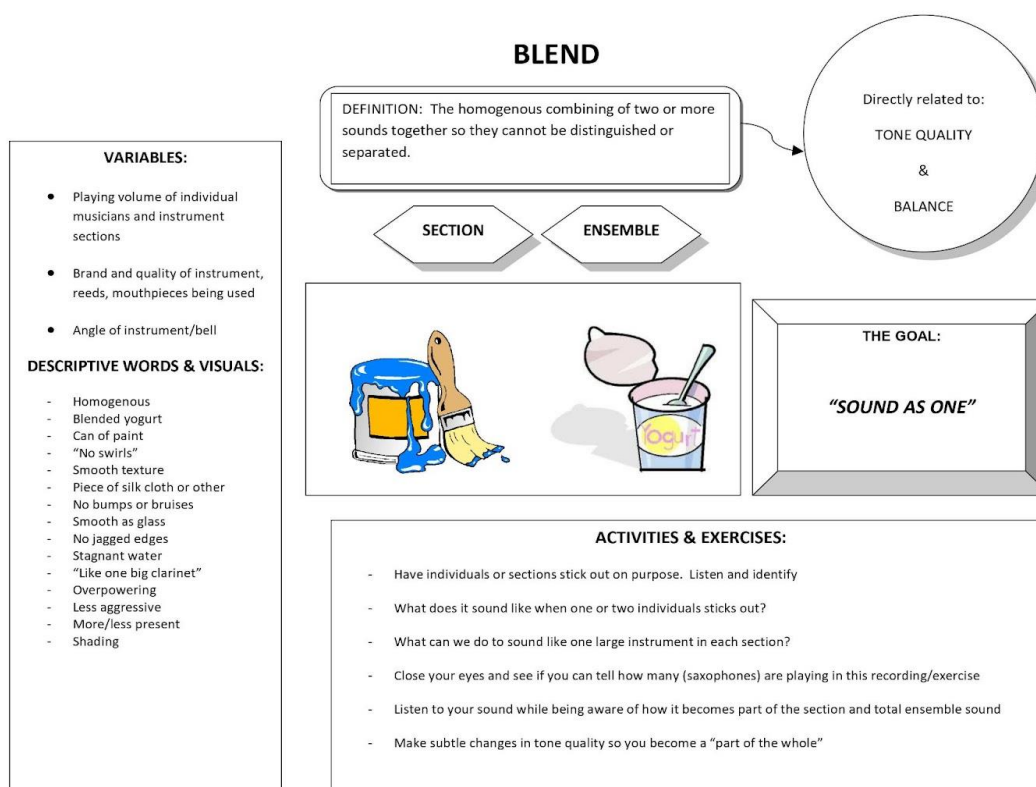 BLEND
DEFINITION: The homogenous combining of two or more
sounds together so they cannot be distinguished or
separated.
Directly related to:
TONE QUALITY
&
BALANCE
SECTION
ENSEMBLE
VARIABLES:
● Playing volume of individual
musicians and instrument
sections
● Brand and quality of instrument,
reeds, mouthpieces being used
● Angle of instrument/bell
DESCRIPTIVE WORDS & VISUALS:
- Homogenous
- Blended yogurt
- Can of paint
- “No swirls”
- Smooth texture
- Piece of silk cloth or other
- No bumps or bruises
- Smooth as glass
- No jagged edges
- Stagnant water
- “Like one big clarinet”
- Overpowering
- Less aggressive
- More/less present
- Shading
Yogurt
THE GOAL:
“SOUND AS ONE”
ACTIVITIES & EXERCISES:
- Have individuals or sections stick out on purpose. Listen and identify
- What does it sound like when one or two individuals sticks out?
- What can we do to sound like one large instrument in each section?
- Close your eyes and see if you can tell how many (saxophones) are playing in this recording/exercise
- Listen to your sound while being aware of how it becomes part of the section and total ensemble sound
- Make subtle changes in tone quality so you become a “part of the whole”